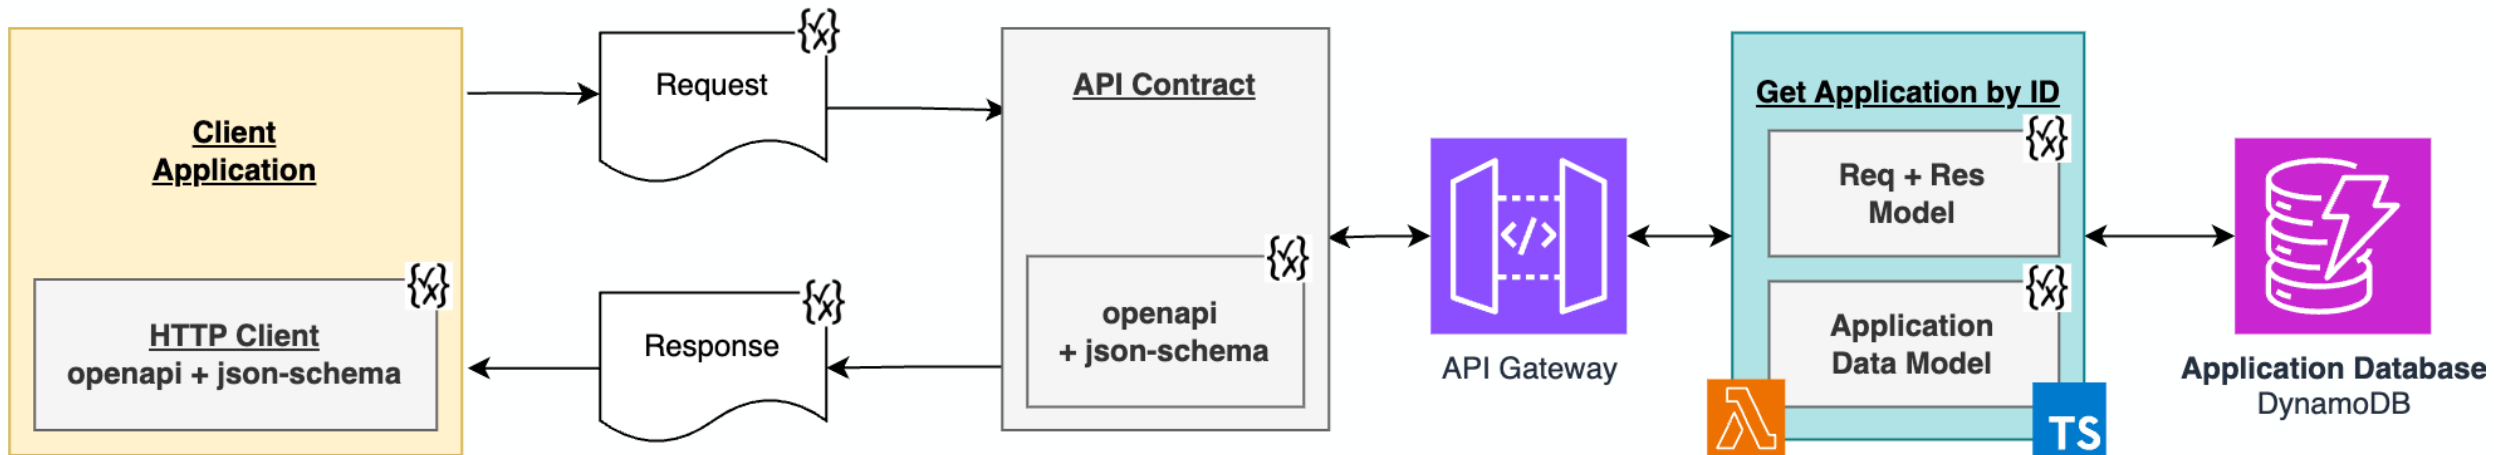 Client
Application
HTTP Client
openapi + json-schema
Request
Response
API Contract
openapi
+ json-schema
API Gateway
Get Application by ID
Req + Res
Model
Application
Data Model
TS
Application Database
DynamoDB